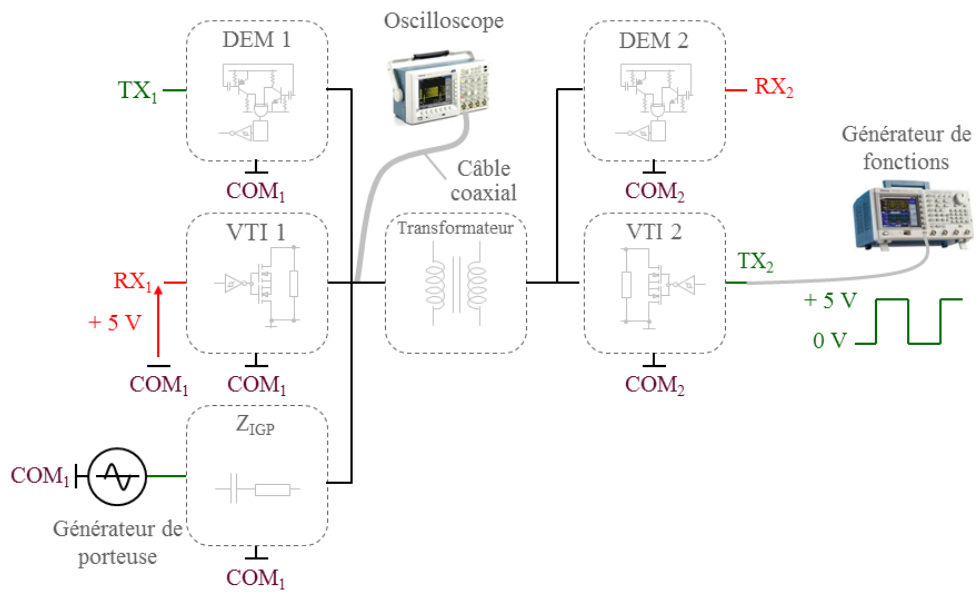 Oscilloscope
DEM 1
DEM 2
TX₁
RX₂
Générateur de
fonctions
COM₁
Câble
coaxial
COM₂
VTI 1
Transformateur
VTI 2
TX₂
RX₁
+ 5 V
+ 5 V
0 V
COM₁
COM₁
COM₂
Z_IGP
COM₁
Générateur de
porteuse
COM₁